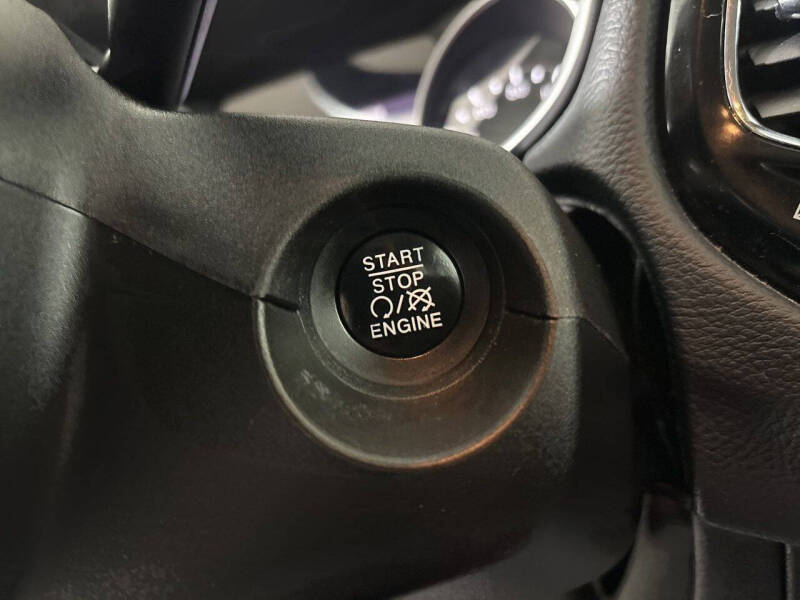 START
STOP
/
ENGINE